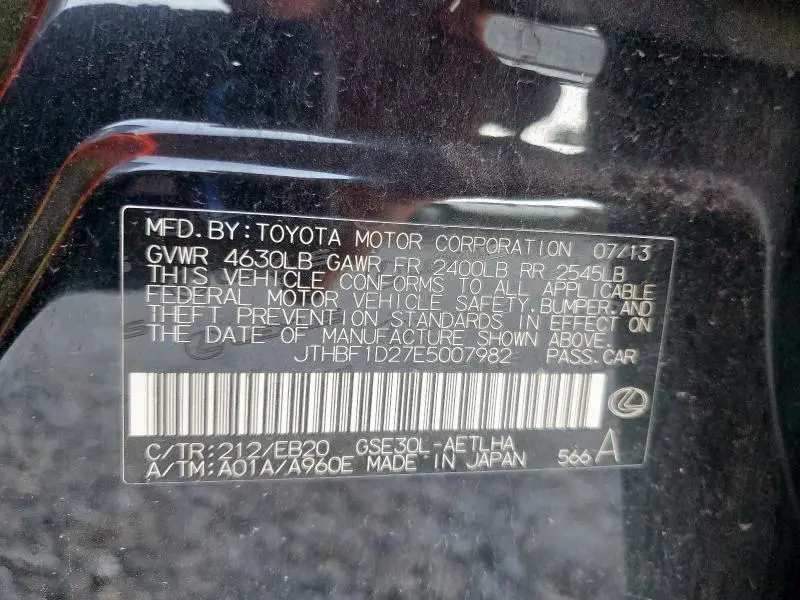 MFD.BY:TOYOTA MOTOR CORPORATION 07/13
GVWR 4630LB GAWR FR 2400LB RR 2545LB
THIS VEHICLE CONFORMS TO ALL APPLICABLE
FEDERAL MOTOR VEHICLE SAFETY,BUMPER,AND
THEFT PREVENTION STANDARDS IN EFFECT ON
THE DATE OF MANUFACTURE SHOWN ABOVE.
JTHBF1D27E5007982 PASS.CAR
C/TR:212/EB20 GSE30L-AETLHA
A/TM:A01A/A960E MADE IN JAPAN 566 A